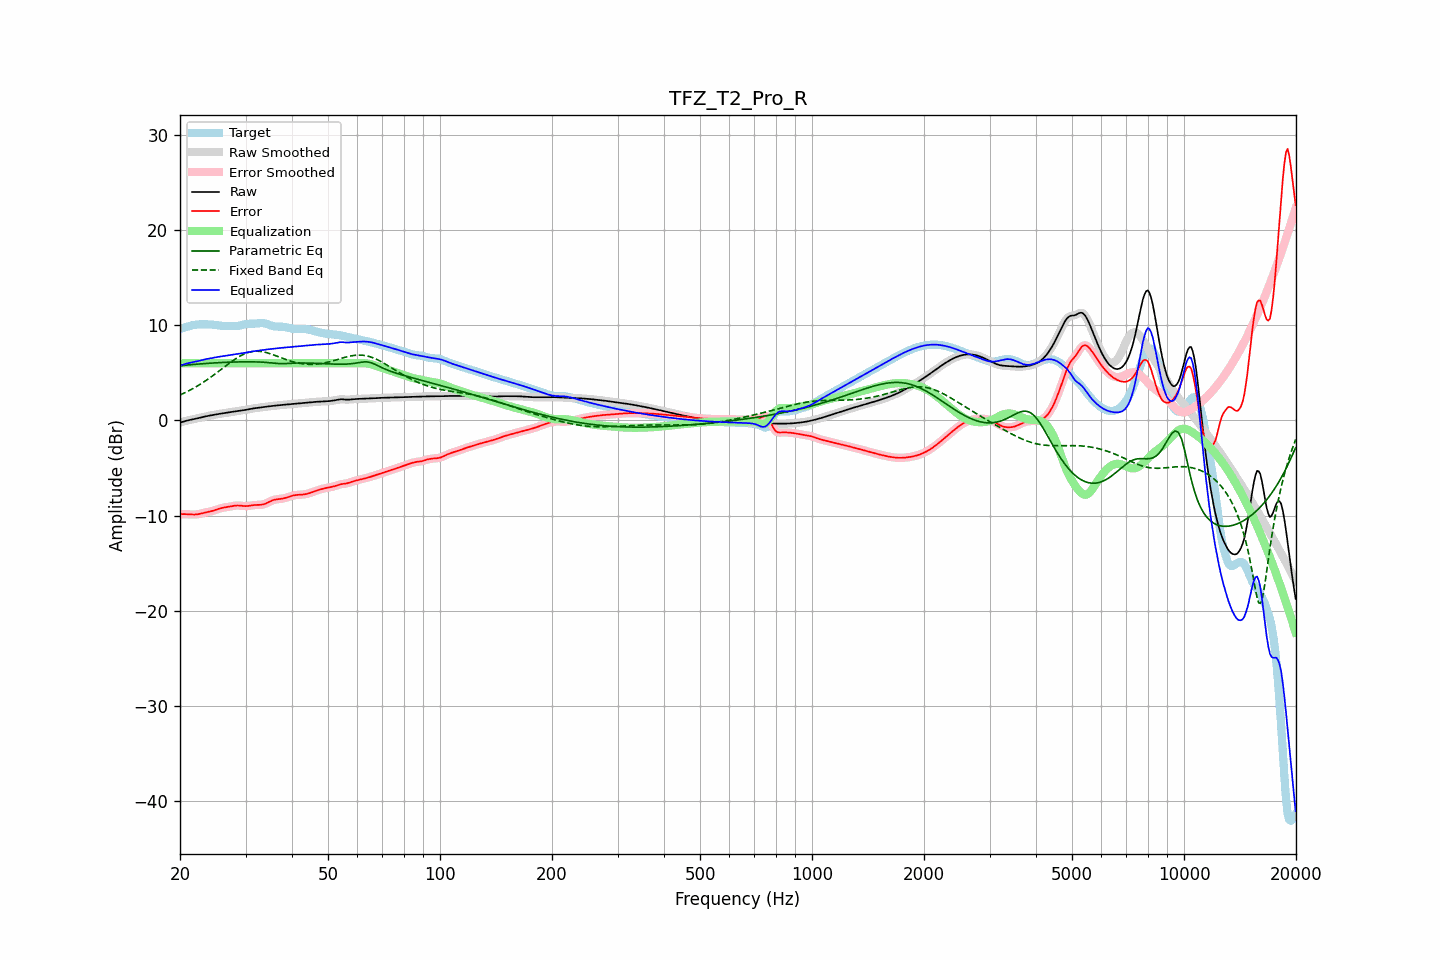 TFZ_T2_Pro_R
Target
Raw Smoothed
Error Smoothed
Raw
Error
Equalization
Parametric Eq
Fixed Band Eq
Equalized
30
20
10
0
−10
−20
−30
−40
Amplitude (dBr)
20 50 100 200 500 1000 2000 5000 10000 20000
Frequency (Hz)